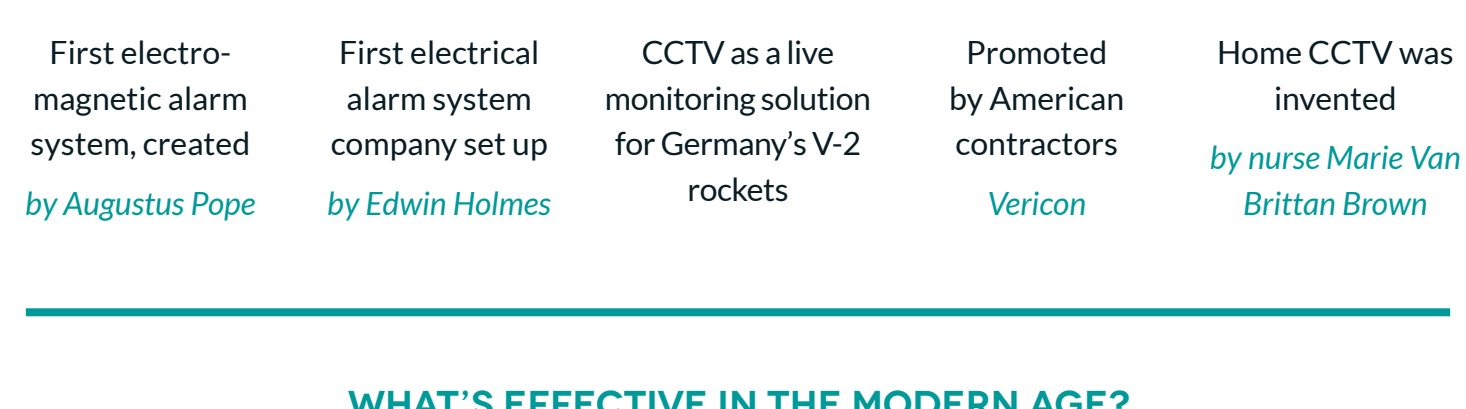 First electro-
magnetic alarm
system, created
by Augustus Pope
First electrical
alarm system
company set up
by Edwin Holmes
CCTV as a live
monitoring solution
for Germany's V-2
rockets
Promoted
by American
contractors
Vericon
Home CCTV was
invented
by nurse Marie Van
Brittan Brown
WHAT'S EFFECTIVE IN THE MODERN AGE?